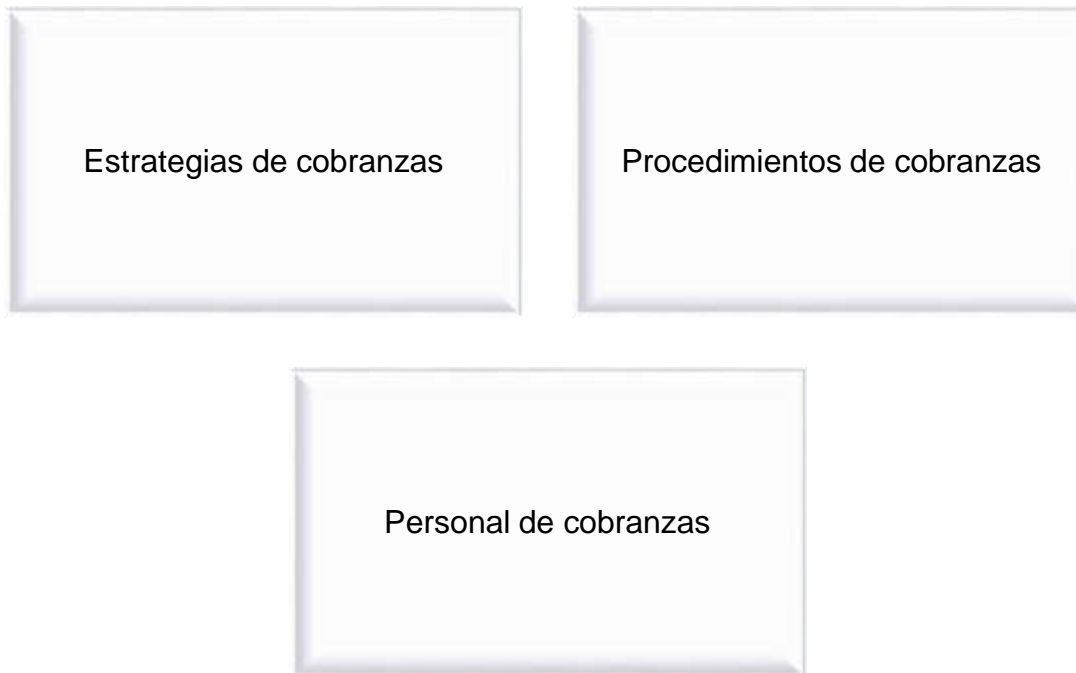 Estrategias de cobranzas
Procedimientos de cobranzas
Personal de cobranzas